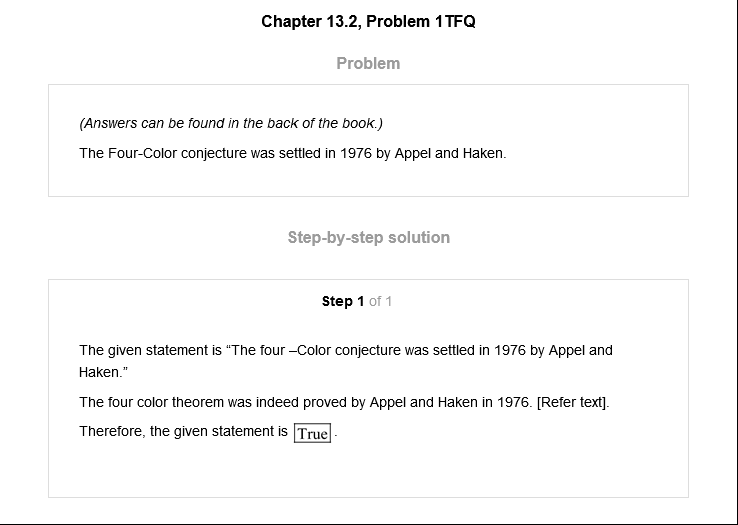 Chapter 13.2, Problem 1TFQ
Problem
(Answers can be found in the back of the book.)
The Four-Color conjecture was settled in 1976 by Appel and Haken.
Step-by-step solution
Step 1 of 1
The given statement is “The four –Color conjecture was settled in 1976 by Appel and
Haken.”
The four color theorem was indeed proved by Appel and Haken in 1976. [Refer text].
Therefore, the given statement is True .